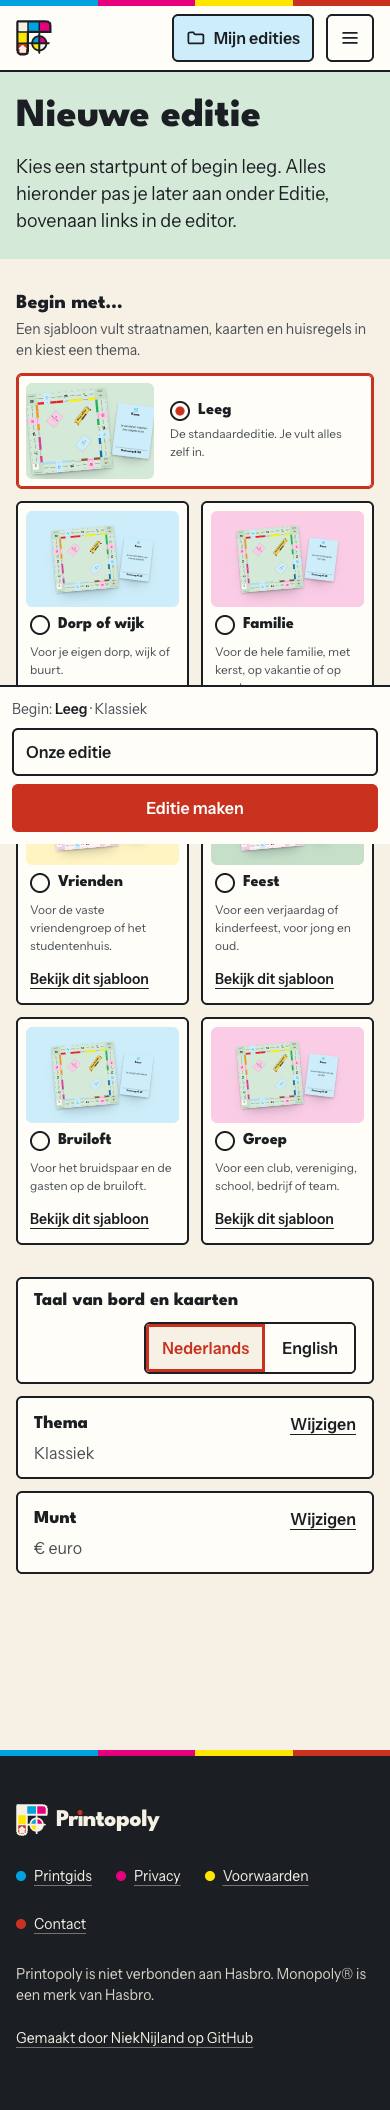 Mijn edities
Nieuwe editie
Kies een startpunt of begin leeg. Alles
hieronder pas je later aan onder Editie,
bovenaan links in de editor.
Begin met...
Een sjabloon vult straatnamen, kaarten en huisregels in
en kiest een thema.
Leeg
De standaardeditie. Je vult alles
zelf in.
Dorp of wijk
Voor je eigen dorp, wijk of
buurt.
Familie
Voor de hele familie, met
kerst, op vakantie of op
Begin: Leeg · Klassiek
Onze editie
Editie maken
Vrienden
Voor de vaste
vriendengroep of het
studentenhuis.
Bekijk dit sjabloon
Feest
Voor een verjaardag of
kinderfeest, voor jong en
oud.
Bekijk dit sjabloon
Bruiloft
Voor het bruidspaar en de
gasten op de bruiloft.
Bekijk dit sjabloon
Groep
Voor een club, vereniging,
school, bedrijf of team.
Bekijk dit sjabloon
Taal van bord en kaarten
Nederlands
English
Thema
Wijzigen
Klassiek
Munt
Wijzigen
€ euro
Printopoly
Printgids
Privacy
Voorwaarden
Contact
Printopoly is niet verbonden aan Hasbro. Monopoly® is
een merk van Hasbro.
Gemaakt door NiekNijland op GitHub